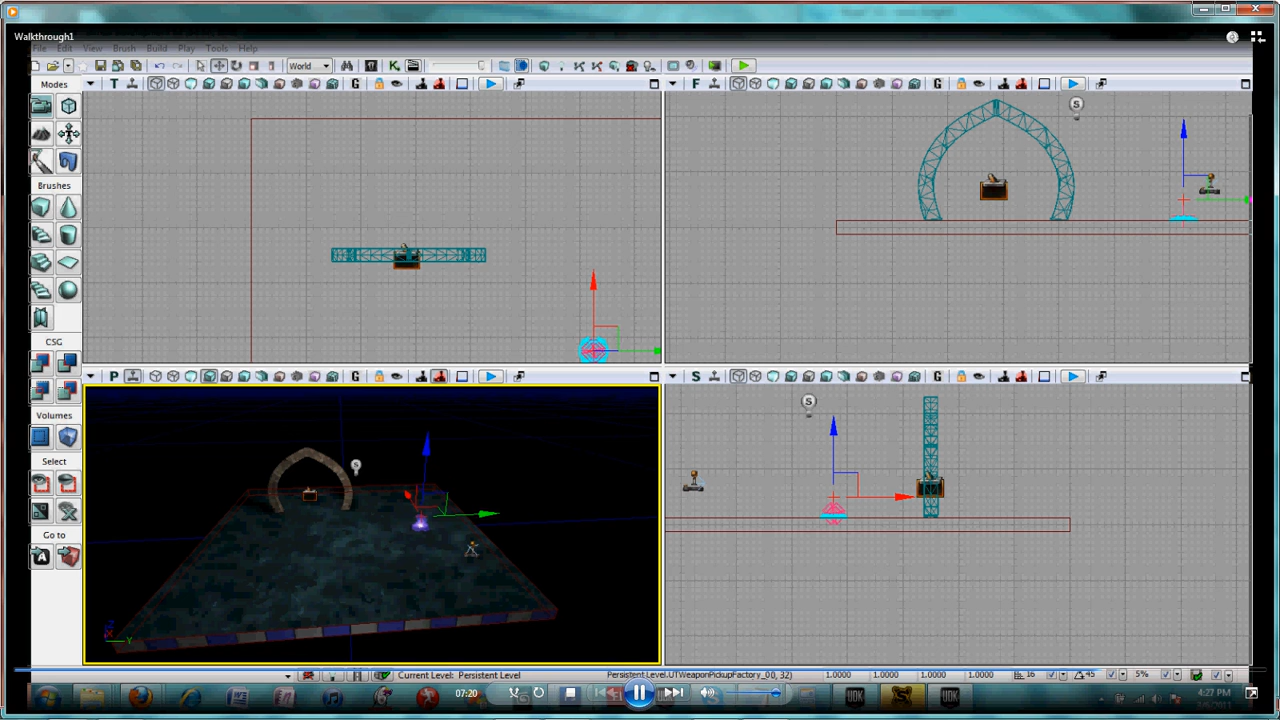 Walkthrough1
File Edit View Brush Build Play Tools Help
World
Modes
T G
F G
S
Brushes
CSG
P G
S G
Volumes
S
S
Select
Go to
Z X Y
Current Level: Persistent Level
Persistent Level.UTWeaponPickupFactory_00, 32)
1.0000 1.0000 1.0000 1.0000
16 45 5%
07:20
UDK UDK
4:27 PM